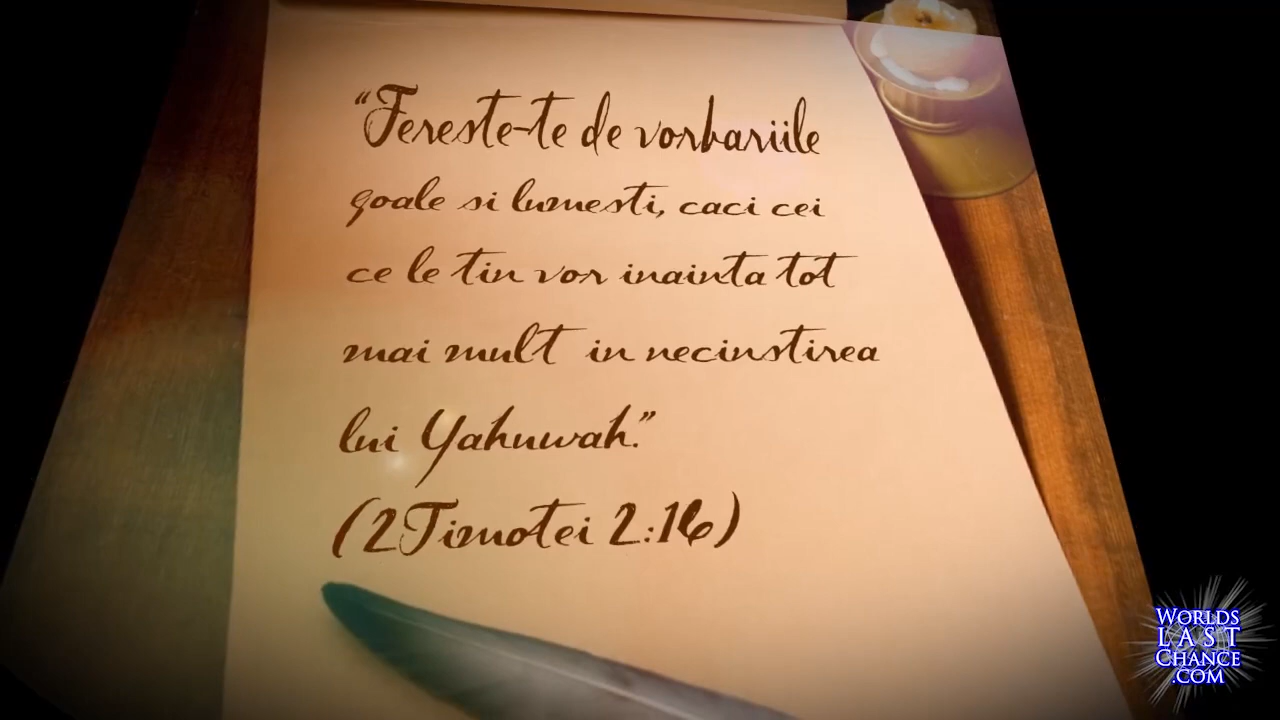 “Fereste-te de vorbariile
goale si lumesti, caci cei
ce le tin vor inainta tot
mai mult in necinstirea
lui Yahuwah.”
(2Timotei 2:16)
WORLDS
LAST
CHANCE
.COM